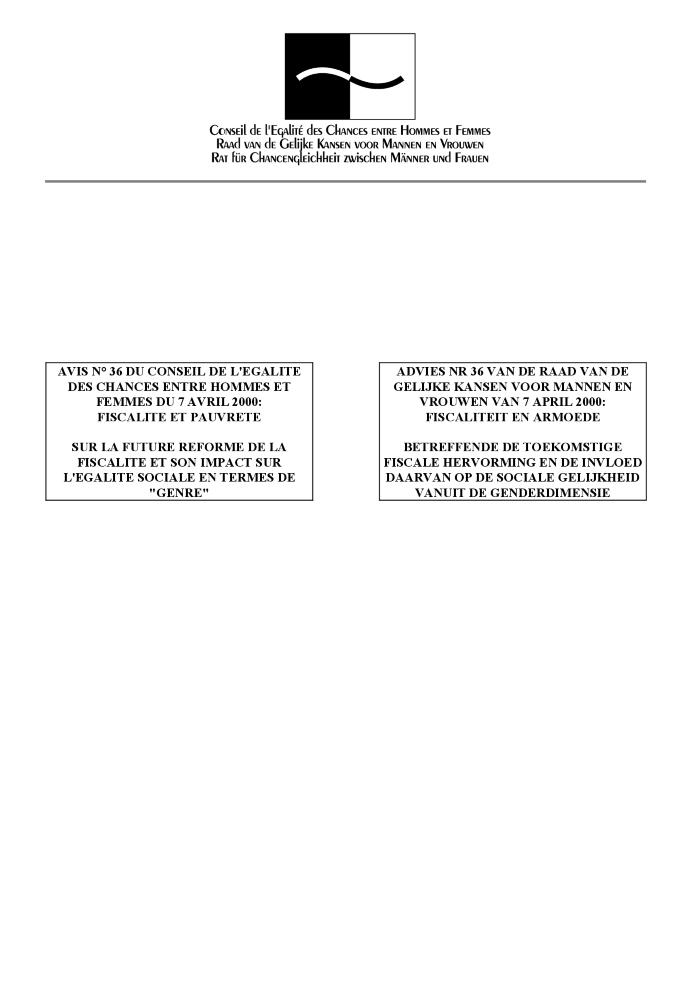 Conseil de l'Egalité des Chances entre Hommes et Femmes
Raad van de Gelijke Kansen voor Mannen en Vrouwen
Rat für Chancengleichheit zwischen Männer und Frauen
AVIS N° 36 DU CONSEIL DE L'EGALITE
DES CHANCES ENTRE HOMMES ET
FEMMES DU 7 AVRIL 2000:
FISCALITE ET PAUVRETE
SUR LA FUTURE REFORME DE LA
FISCALITE ET SON IMPACT SUR
L'EGALITE SOCIALE EN TERMES DE
"GENRE"
ADVIES NR 36 VAN DE RAAD VAN DE
GELIJKE KANSEN VOOR MANNEN EN
VROUWEN VAN 7 APRIL 2000:
FISCALITEIT EN ARMOEDE
BETREFFENDE DE TOEKOMSTIGE
FISCALE HERVORMING EN DE INVLOED
DAARVAN OP DE SOCIALE GELIJKHEID
VANUIT DE GENDERDIMENSIE